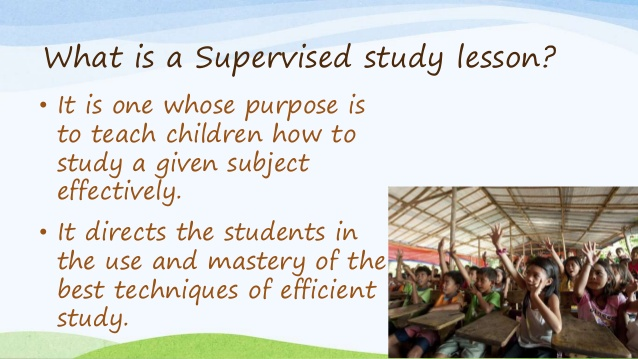 What is a Supervised study lesson?
• It is one whose purpose is
to teach children how to
study a given subject
effectively.
• It directs the students in
the use and mastery of the
best techniques of efficient
study.